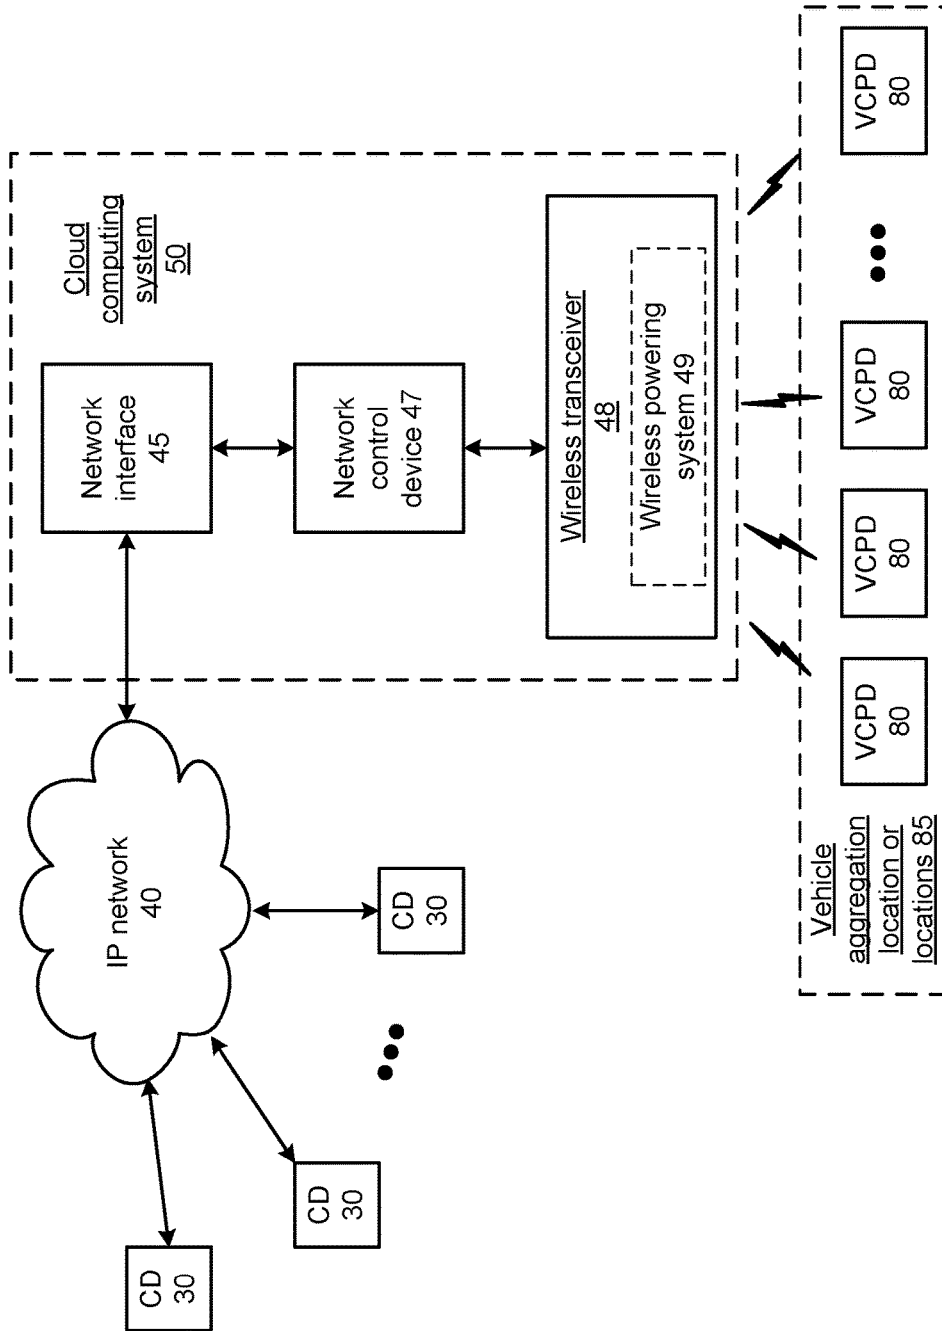 CD
30
CD
30
CD
30
IP network
40
Network
interface
45
Cloud
computing
system
50
Network
control
device 47
Wireless transceiver
48
Wireless powering
system 49
Vehicle
aggregation
location or
locations 85
VCPD
80
VCPD
80
VCPD
80
VCPD
80